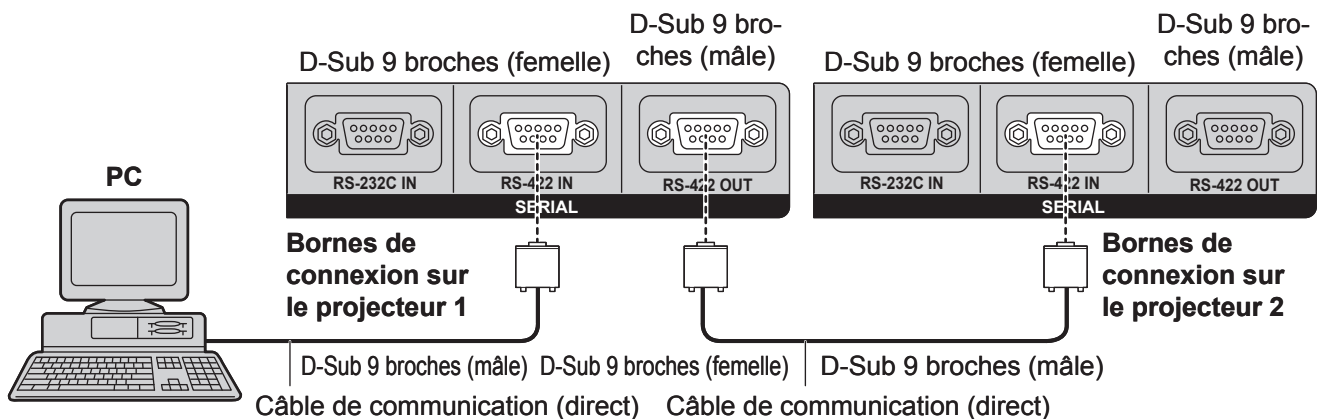 D-Sub 9 bro-
ches (mâle)
D-Sub 9 broches (femelle)
D-Sub 9 bro-
ches (mâle)
D-Sub 9 broches (femelle)
PC
RS-232C IN
RS-422 IN
RS-422 OUT
SERIAL
RS-232C IN
RS-422 IN
RS-422 OUT
SERIAL
Bornes de
connexion sur
le projecteur 1
Bornes de
connexion sur
le projecteur 2
D-Sub 9 broches (mâle)
D-Sub 9 broches (femelle)
D-Sub 9 broches (mâle)
Câble de communication (direct)
Câble de communication (direct)